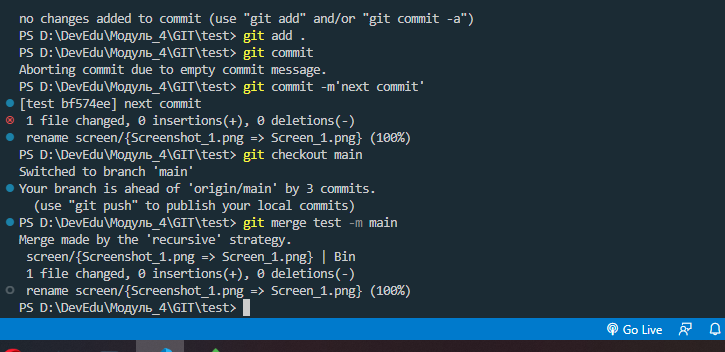 no changes added to commit (use "git add" and/or "git commit -a")
PS D:\DevEdu\Модуль_4\GIT\test> git add .
PS D:\DevEdu\Модуль_4\GIT\test> git commit
Aborting commit due to empty commit message.
PS D:\DevEdu\Модуль_4\GIT\test> git commit -m'next commit'
[test bf574ee] next commit
1 file changed, 0 insertions(+), 0 deletions(-)
rename screen/{Screenshot_1.png => Screen_1.png} (100%)
PS D:\DevEdu\Модуль_4\GIT\test> git checkout main
Switched to branch 'main'
Your branch is ahead of 'origin/main' by 3 commits.
(use "git push" to publish your local commits)
PS D:\DevEdu\Модуль_4\GIT\test> git merge test -m main
Merge made by the 'recursive' strategy.
screen/{Screenshot_1.png => Screen_1.png} | Bin
1 file changed, 0 insertions(+), 0 deletions(-)
rename screen/{Screenshot_1.png => Screen_1.png} (100%)
PS D:\DevEdu\Модуль_4\GIT\test>
Go Live